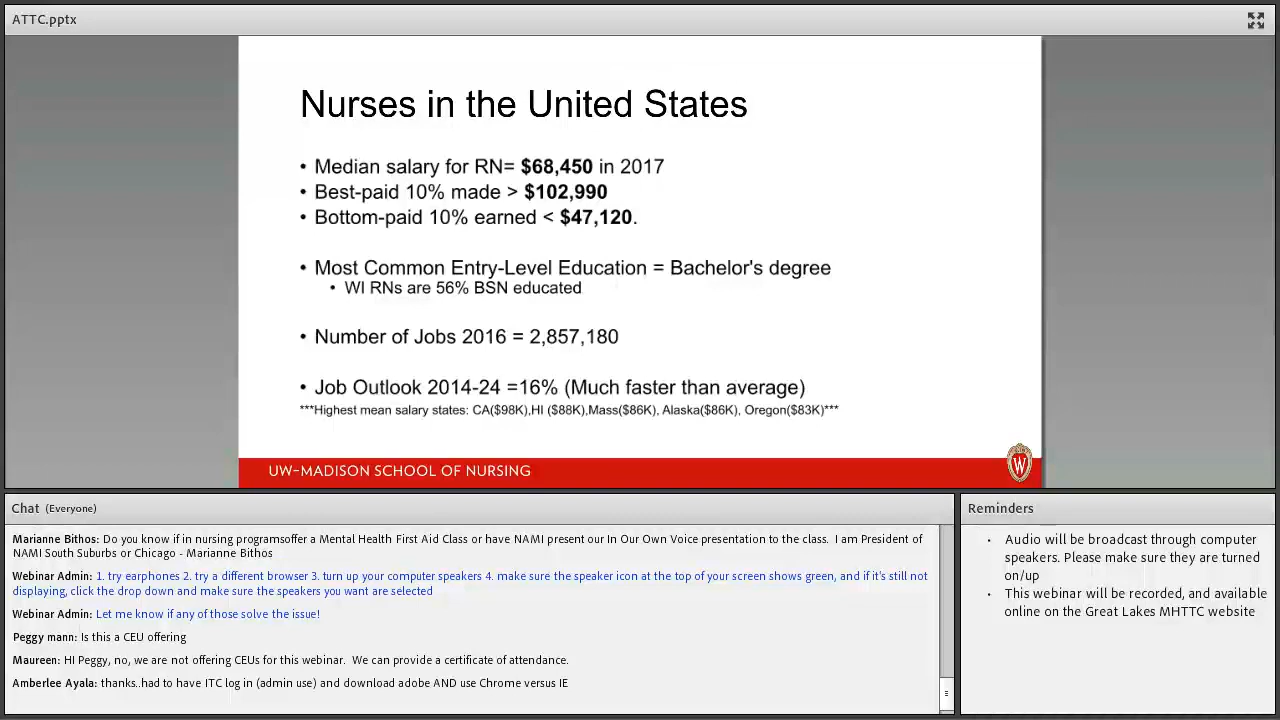 ATTC.pptx
Nurses in the United States
• Median salary for RN= $68,450 in 2017
• Best-paid 10% made > $102,990
• Bottom-paid 10% earned < $47,120.
• Most Common Entry-Level Education = Bachelor's degree
• WI RNs are 56% BSN educated
• Number of Jobs 2016 = 2,857,180
• Job Outlook 2014-24 =16% (Much faster than average)
***Highest mean salary states: CA($98K),HI ($88K),Mass($86K), Alaska($86K), Oregon($83K)***
UW-MADISON SCHOOL OF NURSING
W
Chat (Everyone)
Marianne Bithos: Do you know if in nursing programsoffer a Mental Health First Aid Class or have NAMI present our In Our Own Voice presentation to the class.  I am President of
NAMI South Suburbs or Chicago - Marianne Bithos
Webinar Admin: 1. try earphones 2. try a different browser 3. turn up your computer speakers 4. make sure the speaker icon at the top of your screen shows green, and if it's still not
displaying, click the drop down and make sure the speakers you want are selected
Webinar Admin: Let me know if any of those solve the issue!
Peggy mann: Is this a CEU offering
Maureen: HI Peggy, no, we are not offering CEUs for this webinar.  We can provide a certificate of attendance.
Amberlee Ayala: thanks..had to have ITC log in (admin use) and download adobe AND use Chrome versus IE
Reminders
• Audio will be broadcast through computer
speakers. Please make sure they are turned
on/up
• This webinar will be recorded, and available
online on the Great Lakes MHTTC website